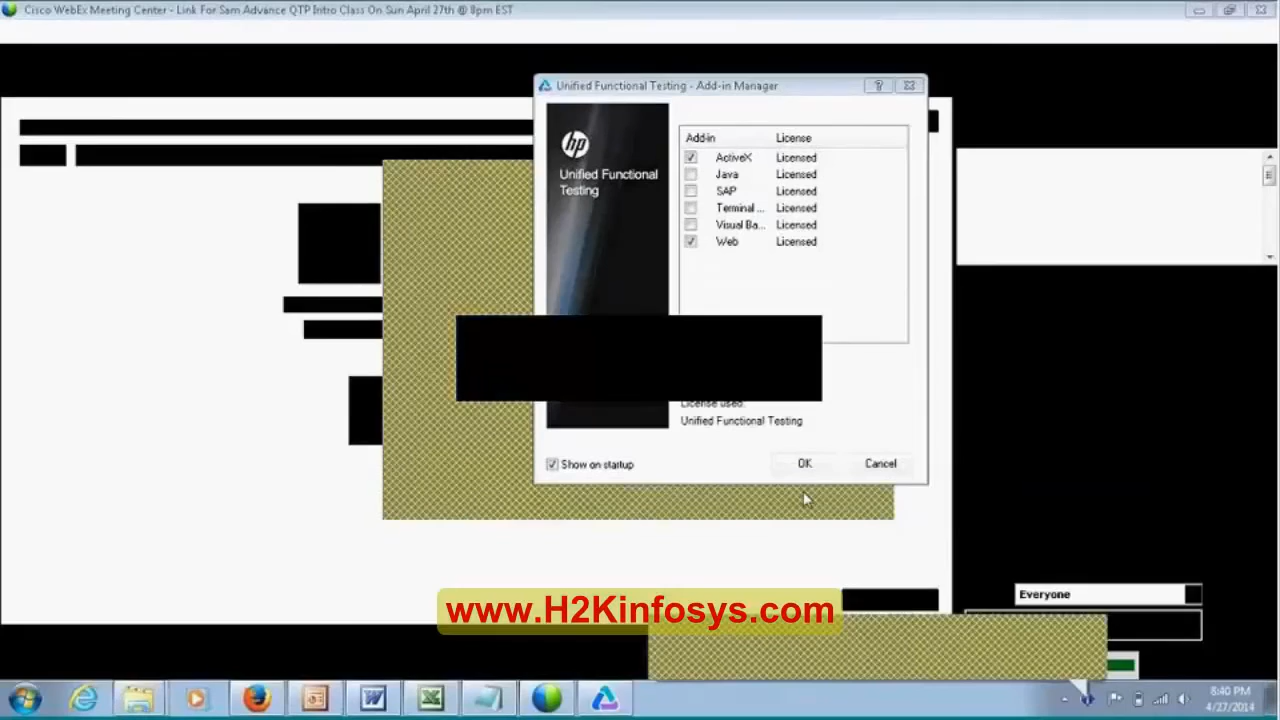 Cisco WebEx Meeting Center - Link For Sam Advance QTP Intro Class On Sun April 27th @ 8pm EST
Unified Functional Testing - Add-in Manager
hp
Unified Functional
Testing
Add-in License
ActiveX Licensed
Java Licensed
SAP Licensed
Terminal ... Licensed
Visual Ba... Licensed
Web Licensed
License used:
Unified Functional Testing
Show on startup
OK Cancel
Everyone
www.H2Kinfosys.com
8:40 PM
4/27/2014